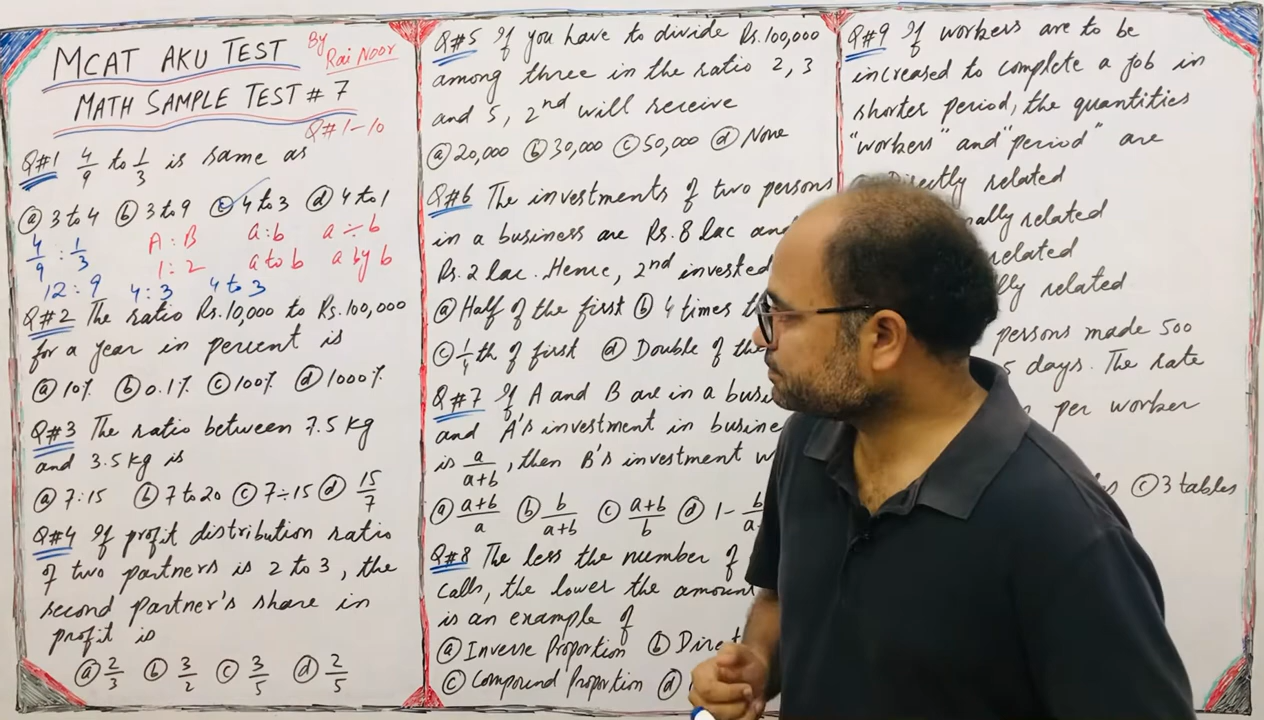 MCAT AKU TEST
By
Rai Noor
MATH SAMPLE TEST # 7
Q#1-10
Q#1 4/9 to 1/3 is same as
ⓐ 3 to 4 ⓑ 3 to 9 ⓒ 4 to 3 ⓓ 4 to 1
4/9 : 1/3 A : B a : b a ÷ b
1 : 2 a to b a by b
12 : 9 4 : 3 4 to 3
Q#2 The ratio Rs.10,000 to Rs.100,000
for a year in percent is
ⓐ 10% ⓑ 0.1% ⓒ 100% ⓓ 1000%
Q#3 The ratio between 7.5 kg
and 3.5 kg is
ⓐ 7:15 ⓑ 7 to 20 ⓒ 7÷15 ⓓ 15/7
Q#4 If profit distribution ratio
of two partners is 2 to 3, the
second partner's share in
profit is
ⓐ 2/3 ⓑ 3/2 ⓒ 3/5 ⓓ 2/5
Q#5 If you have to divide Rs.100,000
among three in the ratio 2, 3
and 5, 2nd will receive
ⓐ 20,000 ⓑ 30,000 ⓒ 50,000 ⓓ None
Q#6 The investments of two persons
in a business are Rs.8 lac and
Rs.2 lac. Hence, 2nd invested
ⓐ Half of the first ⓑ 4 times
ⓒ 1/4th of first ⓓ Double of the
Q#7 If A and B are in a
and A's investment in
is a/a+b, then B's investment
ⓐ a+b/a ⓑ b/a+b ⓒ a+b/b ⓓ 1-
Q#8 The less the number of
calls, the lower the amount
is an example of
ⓐ Inverse Proportion ⓑ
ⓒ Compound Proportion ⓓ
Q#9 If workers are to be
increased to complete a job in
shorter period, the quantities
"workers" and "period" are
Directly related
related
related
related
persons made 500
5 days. The rate
per worker
ⓒ 3 tables